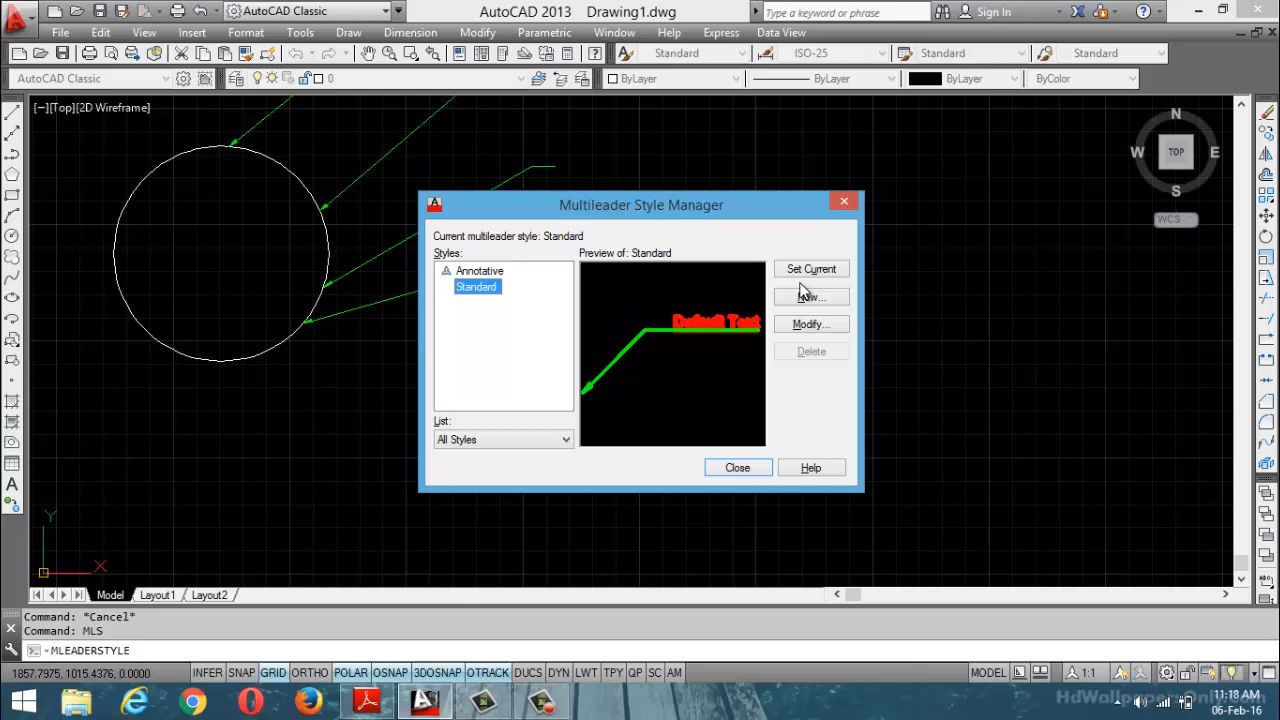 AutoCAD Classic
AutoCAD 2013 Drawing1.dwg
Type a keyword or phrase
Sign In
File Edit View Insert Format Tools Draw Dimension Modify Parametric Window Help Express Data View
Standard ISO-25 Standard Standard
AutoCAD Classic 0 ByLayer ByLayer ByLayer ByColor
[−][Top][2D Wireframe]
N
W TOP E
S
WCS
Multileader Style Manager
Current multileader style: Standard
Styles: Preview of: Standard
Annotative
Standard
Default Text
Set Current
New...
Modify...
Delete
List:
All Styles
Close Help
Y
X
Model Layout1 Layout2
Command: *Cancel*
Command: MLS
MLEADERSTYLE
1857.7975, 1015.4376, 0.0000 INFER SNAP GRID ORTHO POLAR OSNAP 3DOSNAP OTRACK DUCS DYN LWT TPY QP SC AM MODEL 1:1
HdWallpapersOnly.com
11:18 AM
06-Feb-16